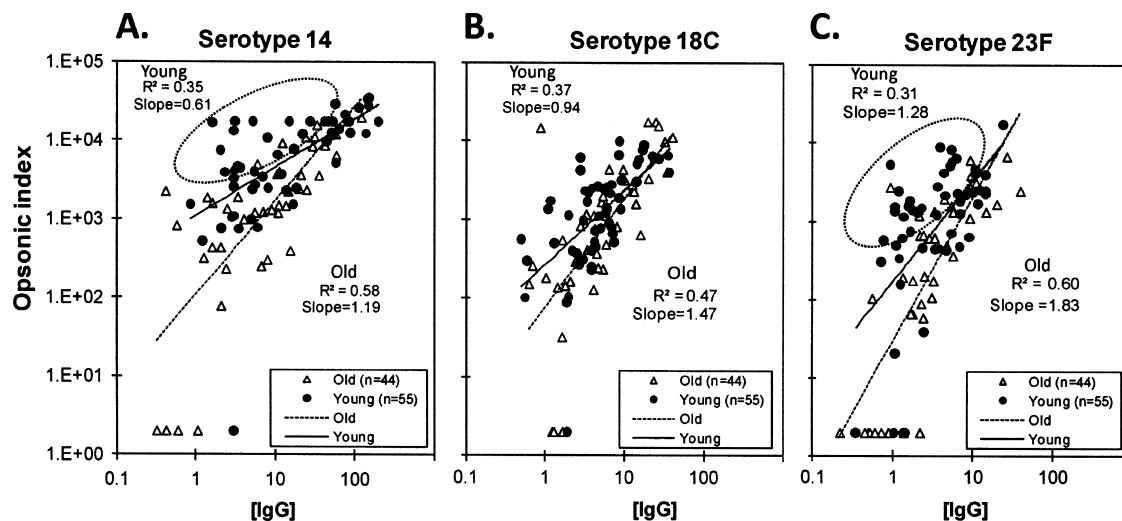 A.
Serotype 14
B.
Serotype 18C
C.
Serotype 23F
Opsonic index
1.E+05
1.E+04
1.E+03
1.E+02
1.E+01
1.E+00
Young
R² = 0.35
Slope=0.61
Old
R² = 0.58
Slope=1.19
Old (n=44)
Young (n=55)
Old
Young
0.1
1
10
100
[IgG]
Young
R² = 0.37
Slope=0.94
Old
R² = 0.47
Slope=1.47
Old (n=44)
Young (n=55)
Old
Young
0.1
1
10
100
[IgG]
Young
R² = 0.31
Slope=1.28
Old
R² = 0.60
Slope=1.83
Old (n=44)
Young (n=55)
Old
Young
0.1
1
10
100
[IgG]